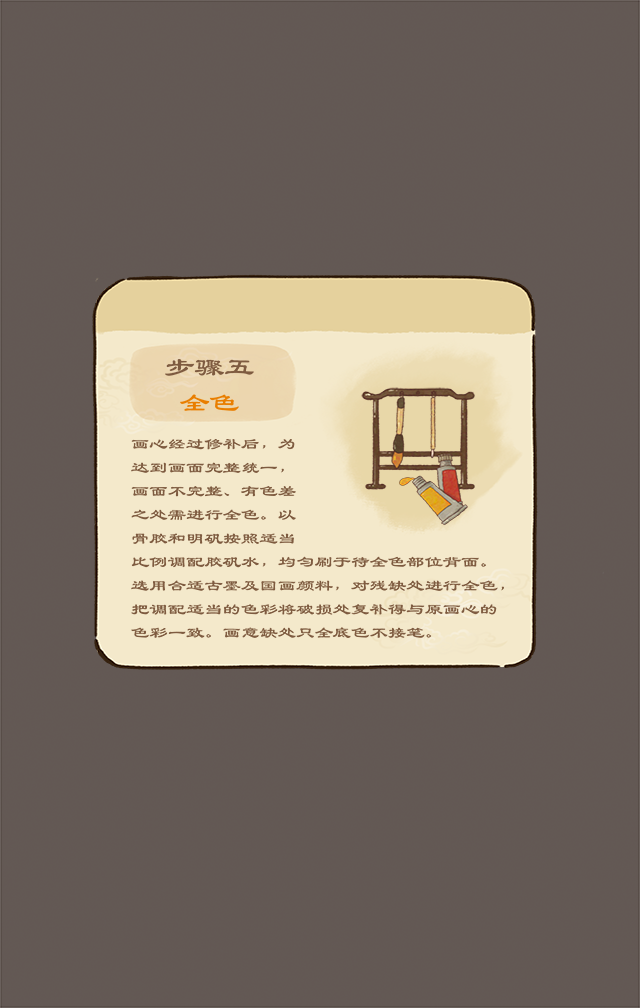 步骤五
全色
画心经过修补后，为
达到画面完整统一，
画面不完整、有色差
之处需进行全色。以
骨胶和明矾按照适当
比例调配胶矾水，均匀刷于待全色部位背面。
选用合适古墨及国画颜料，对残缺处进行全色，
把调配适当的色彩将破损处复补得与原画心的
色彩一致。画意缺处只全底色不接笔。